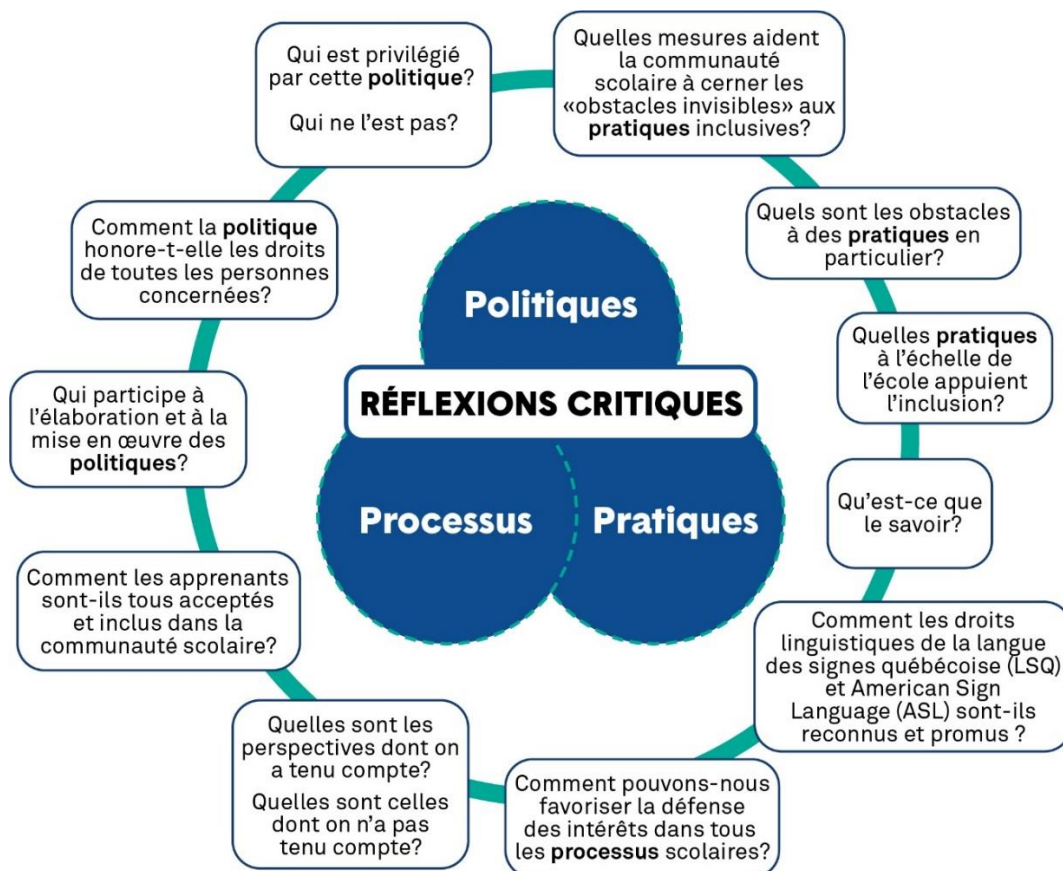 Qui est privilégié
par cette politique?
Qui ne l'est pas?
Quelles mesures aident
la communauté
scolaire à cerner les
«obstacles invisibles» aux
pratiques inclusives?
Quels sont les obstacles
à des pratiques en
particulier?
Quelles pratiques
à l'échelle de
l'école appuient
l'inclusion?
Qu'est-ce que
le savoir?
Comment les droits
linguistiques de la langue
des signes québécoise (LSQ)
et American Sign
Language (ASL) sont-ils
reconnus et promus ?
Comment pouvons-nous
favoriser la défense
des intérêts dans tous
les processus scolaires?
Quelles sont les
perspectives dont on
a tenu compte?
Quelles sont celles
dont on n'a pas
tenu compte?
Comment les apprenants
sont-ils tous acceptés
et inclus dans la
communauté scolaire?
Qui participe à
l'élaboration et à la
mise en œuvre des
politiques?
Comment la politique
honore-t-elle les droits
de toutes les personnes
concernées?
Politiques
RÉFLEXIONS CRITIQUES
Processus
Pratiques